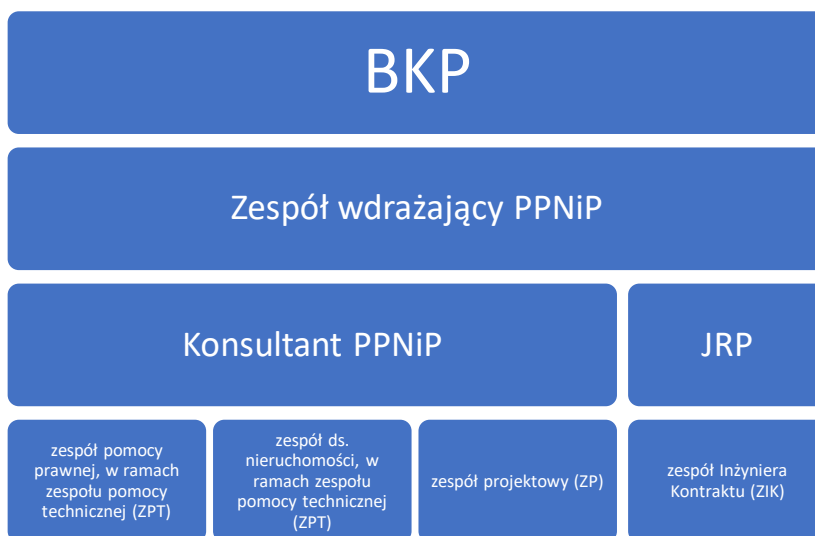 BKP
Zespół wdrażający PPNiP
Konsultant PPNiP
JRP
zespół pomocy
prawnej, w ramach
zespołu pomocy
technicznej (ZPT)
zespół ds.
nieruchomości, w
ramach zespołu
pomocy technicznej
(ZPT)
zespół projektowy (ZP)
zespół Inżyniera
Kontraktu (ZIK)